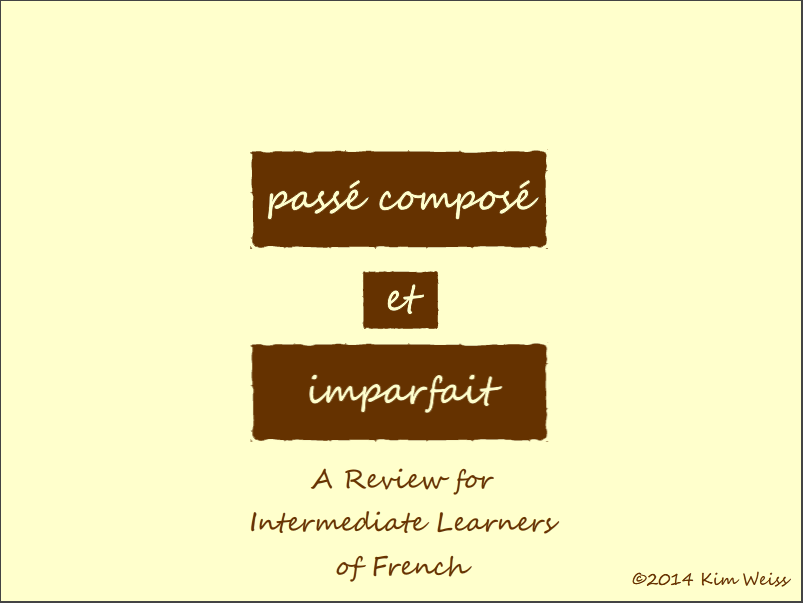 passé composé
et
imparfait
A Review for
Intermediate Learners
of French
©2014 Kim Weiss